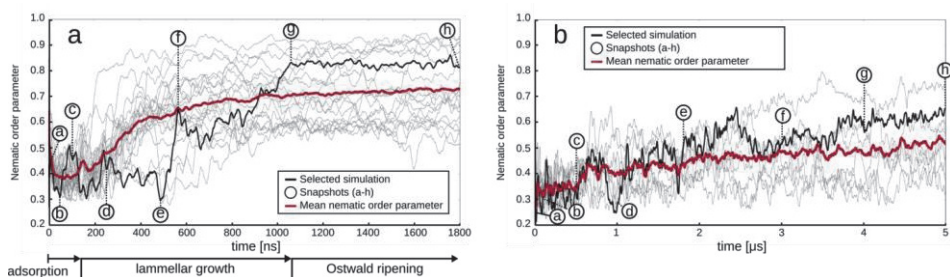 a
1.0
0.9
0.8
0.7
0.6
0.5
0.4
0.3
0.2
Nematic order parameter
a
b
c
d
e
f
g
h
Selected simulation
Snapshots (a-h)
Mean nematic order parameter
0 200 400 600 800 1000 1200 1400 1600 1800
time [ns]
adsorption lammellar growth Ostwald ripening
b
1.0
0.9
0.8
0.7
0.6
0.5
0.4
0.3
0.2
Nematic order parameter
Selected simulation
Snapshots (a-h)
Mean nematic order parameter
a
b
c
d
e
f
g
h
0 1 2 3 4 5
time [µs]